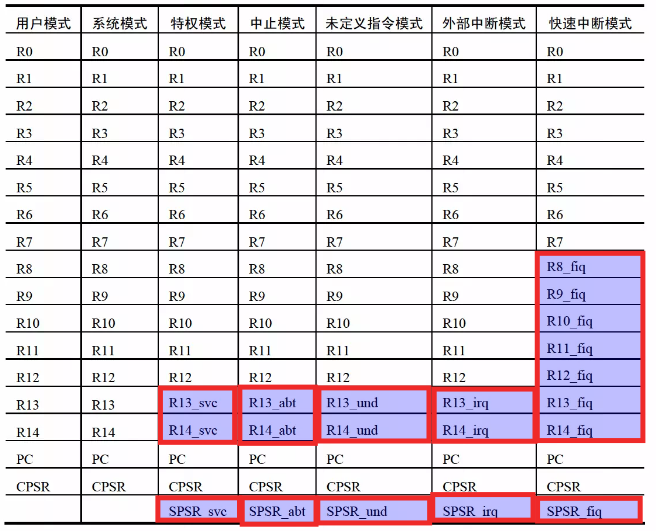 用户模式 系统模式 特权模式 中止模式 未定义指令模式 外部中断模式 快速中断模式
R0 R0 R0 R0 R0 R0 R0
R1 R1 R1 R1 R1 R1 R1
R2 R2 R2 R2 R2 R2 R2
R3 R3 R3 R3 R3 R3 R3
R4 R4 R4 R4 R4 R4 R4
R5 R5 R5 R5 R5 R5 R5
R6 R6 R6 R6 R6 R6 R6
R7 R7 R7 R7 R7 R7 R7
R8 R8 R8 R8 R8 R8 R8_fiq
R9 R9 R9 R9 R9 R9 R9_fiq
R10 R10 R10 R10 R10 R10 R10_fiq
R11 R11 R11 R11 R11 R11 R11_fiq
R12 R12 R12 R12 R12 R12 R12_fiq
R13 R13 R13_svc R13_abt R13_und R13_irq R13_fiq
R14 R14 R14_svc R14_abt R14_und R14_irq R14_fiq
PC PC PC PC PC PC PC
CPSR CPSR CPSR CPSR CPSR CPSR CPSR
SPSR_svc SPSR_abt SPSR_und SPSR_irq SPSR_fiq